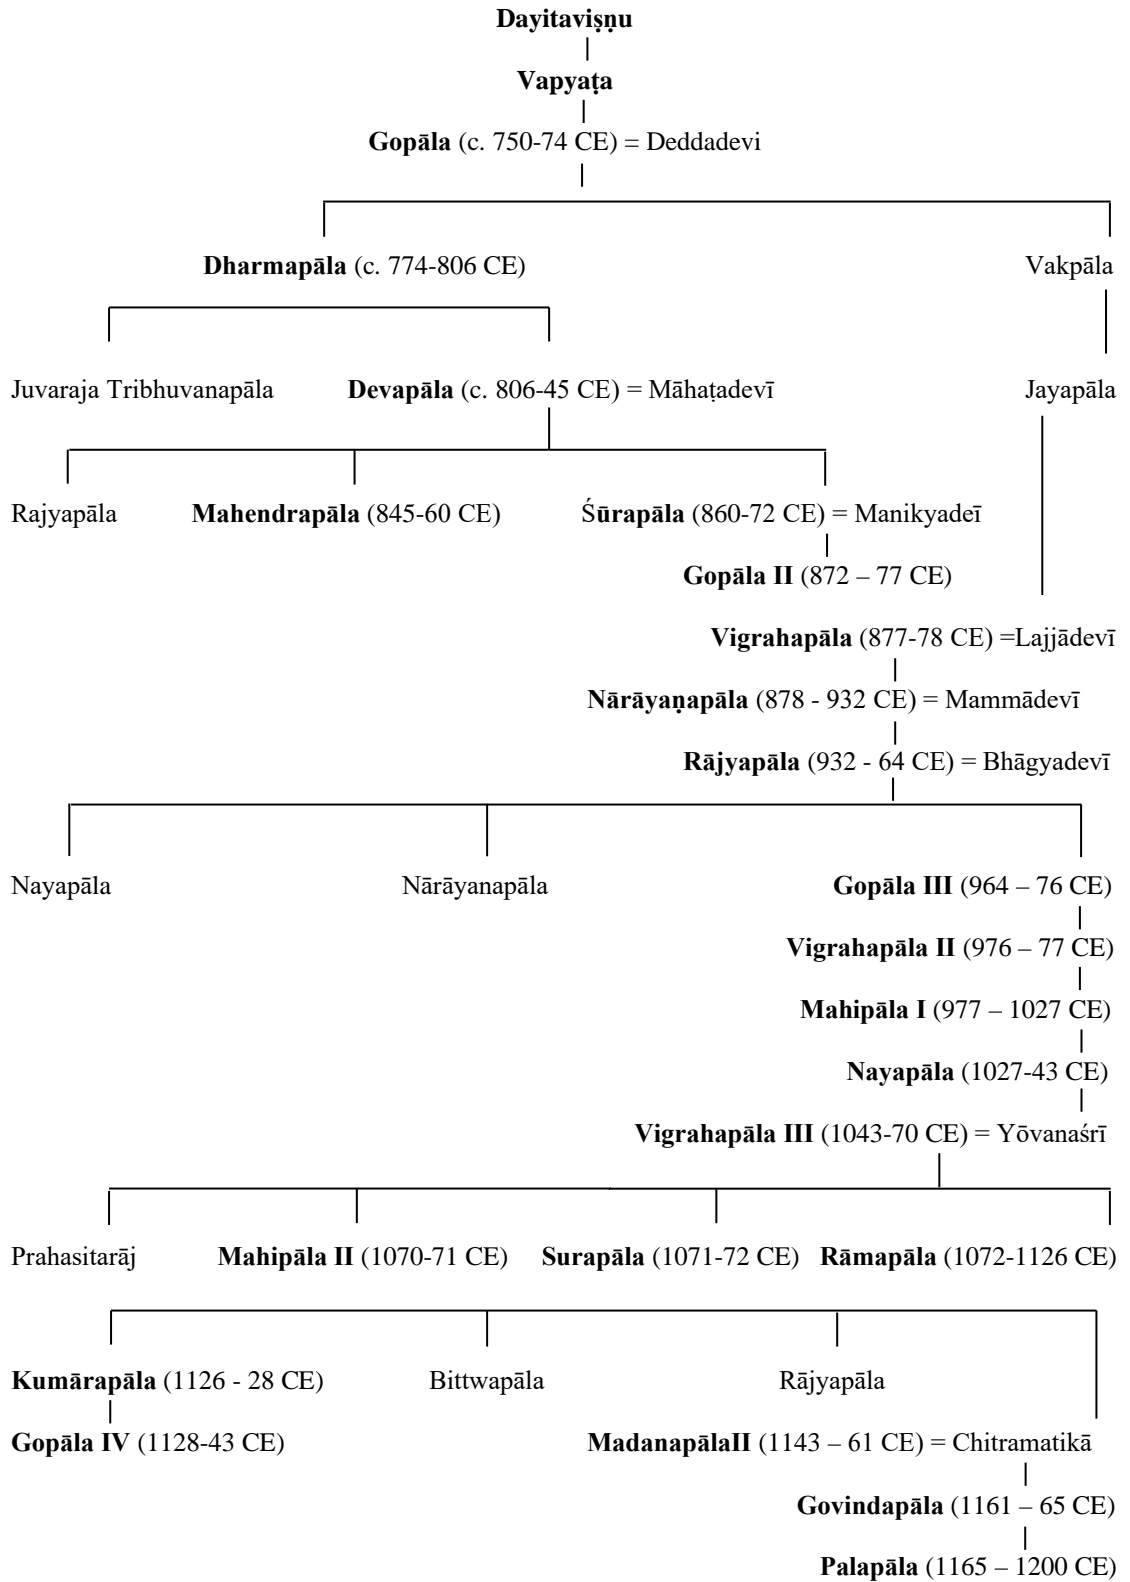 Dayitaviṣṇu
Vapyaṭa
Gopāla (c. 750-74 CE) = Deddadevi
Dharmapāla (c. 774-806 CE) Vakpāla
Juvaraja Tribhuvanapāla Devapāla (c. 806-45 CE) = Māhaṭadevī Jayapāla
Rajyapāla Mahendrapāla (845-60 CE) Śūrapāla (860-72 CE) = Manikyadeī
Gopāla II (872 – 77 CE)
Vigrahapāla (877-78 CE) =Lajjādevī
Nārāyaṇapāla (878 - 932 CE) = Mammādevī
Rājyapāla (932 - 64 CE) = Bhāgyadevī
Nayapāla Nārāyanapāla Gopāla III (964 – 76 CE)
Vigrahapāla II (976 – 77 CE)
Mahipāla I (977 – 1027 CE)
Nayapāla (1027-43 CE)
Vigrahapāla III (1043-70 CE) = Yōvanaśrī
Prahasitarāj Mahipāla II (1070-71 CE) Surapāla (1071-72 CE) Rāmapāla (1072-1126 CE)
Kumārapāla (1126 - 28 CE) Bittwapāla Rājyapāla
Gopāla IV (1128-43 CE) MadanapālaII (1143 – 61 CE) = Chitramatikā
Govindapāla (1161 – 65 CE)
Palapāla (1165 – 1200 CE)